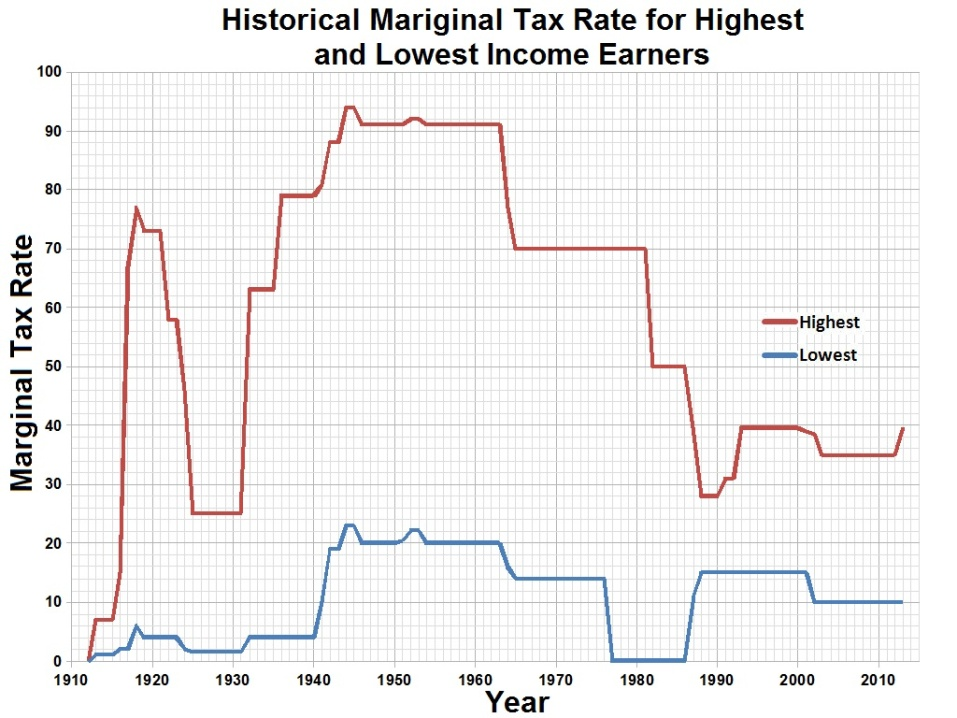 Historical Mariginal Tax Rate for Highest
and Lowest Income Earners
Marginal Tax Rate
100
90
80
70
60
50
40
30
20
10
0
Highest
Lowest
1910 1920 1930 1940 1950 1960 1970 1980 1990 2000 2010
Year